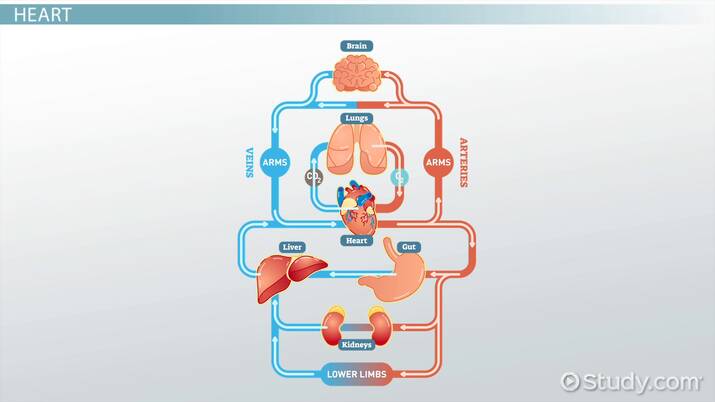 HEART
Brain
Lungs
VEINS
ARMS
CO2
O2
ARMS
ARTERIES
Heart
Liver
Gut
Kidneys
LOWER LIMBS
Study.com